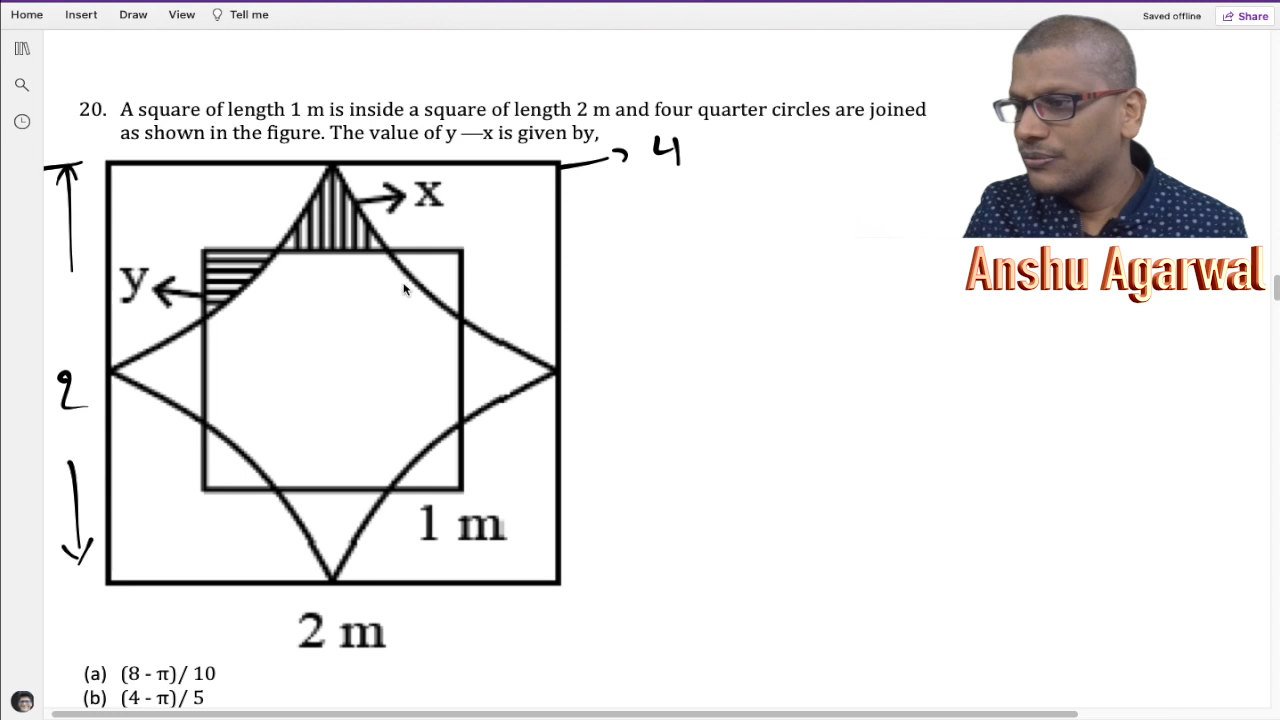 Home Insert Draw View Tell me
Saved offline Share
20. A square of length 1 m is inside a square of length 2 m and four quarter circles are joined
as shown in the figure. The value of y —x is given by,
4
x
y
2
Anshu Agarwal
1 m
2 m
(a) (8 - π)/ 10
(b) (4 - π)/ 5